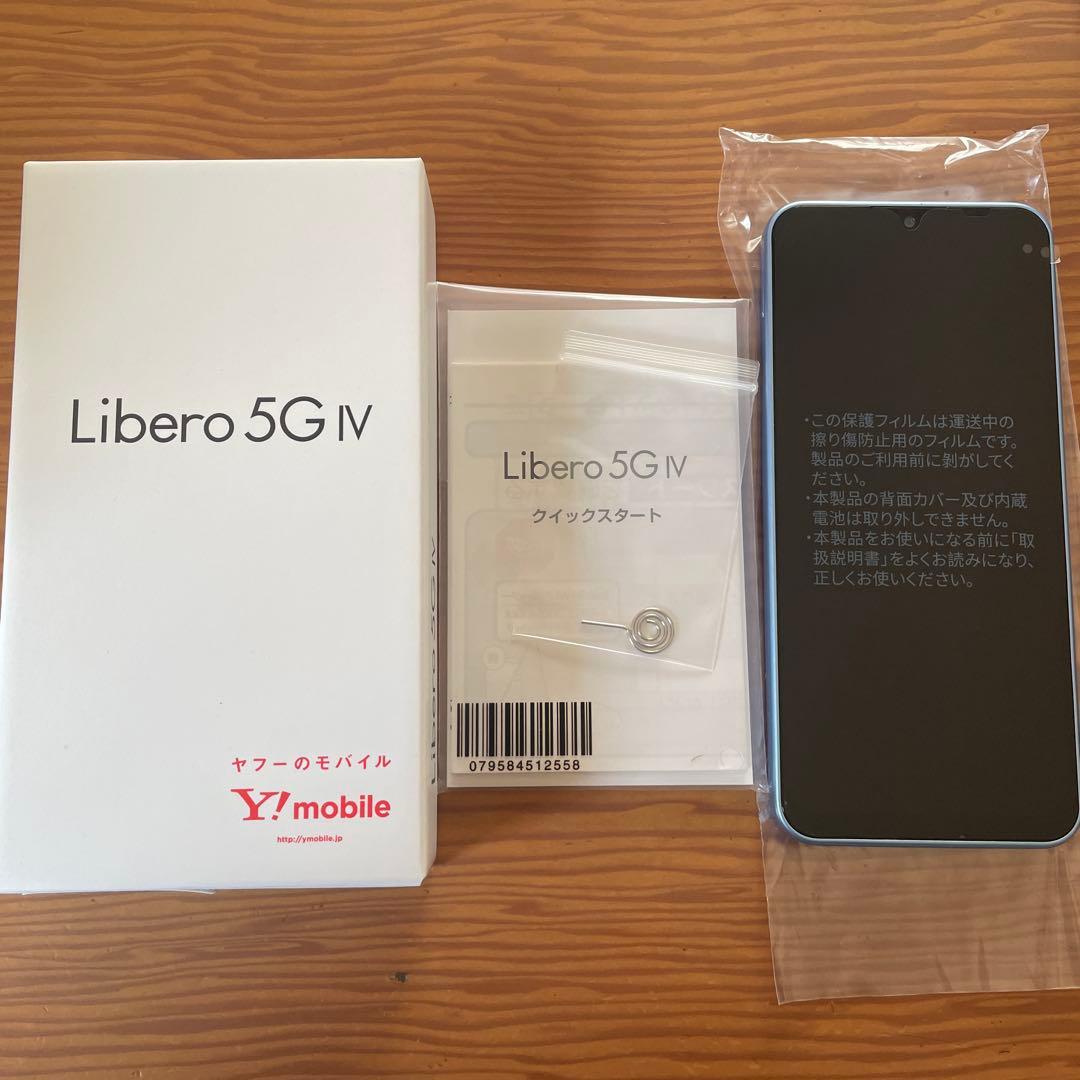 Libero 5G IV
ヤフーのモバイル
Y! mobile
http://ymobile.jp
Libero 5G IV
Libero 5G IV
クイックスタート
079584512558
・この保護フィルムは運送中の
擦り傷防止用のフィルムです。
製品のご利用前に剝がしてく
ださい。
・本製品の背面カバー及び内蔵
電池は取り外しできません。
・本製品をお使いになる前に「取
扱説明書」をよくお読みになり、
正しくお使いください。